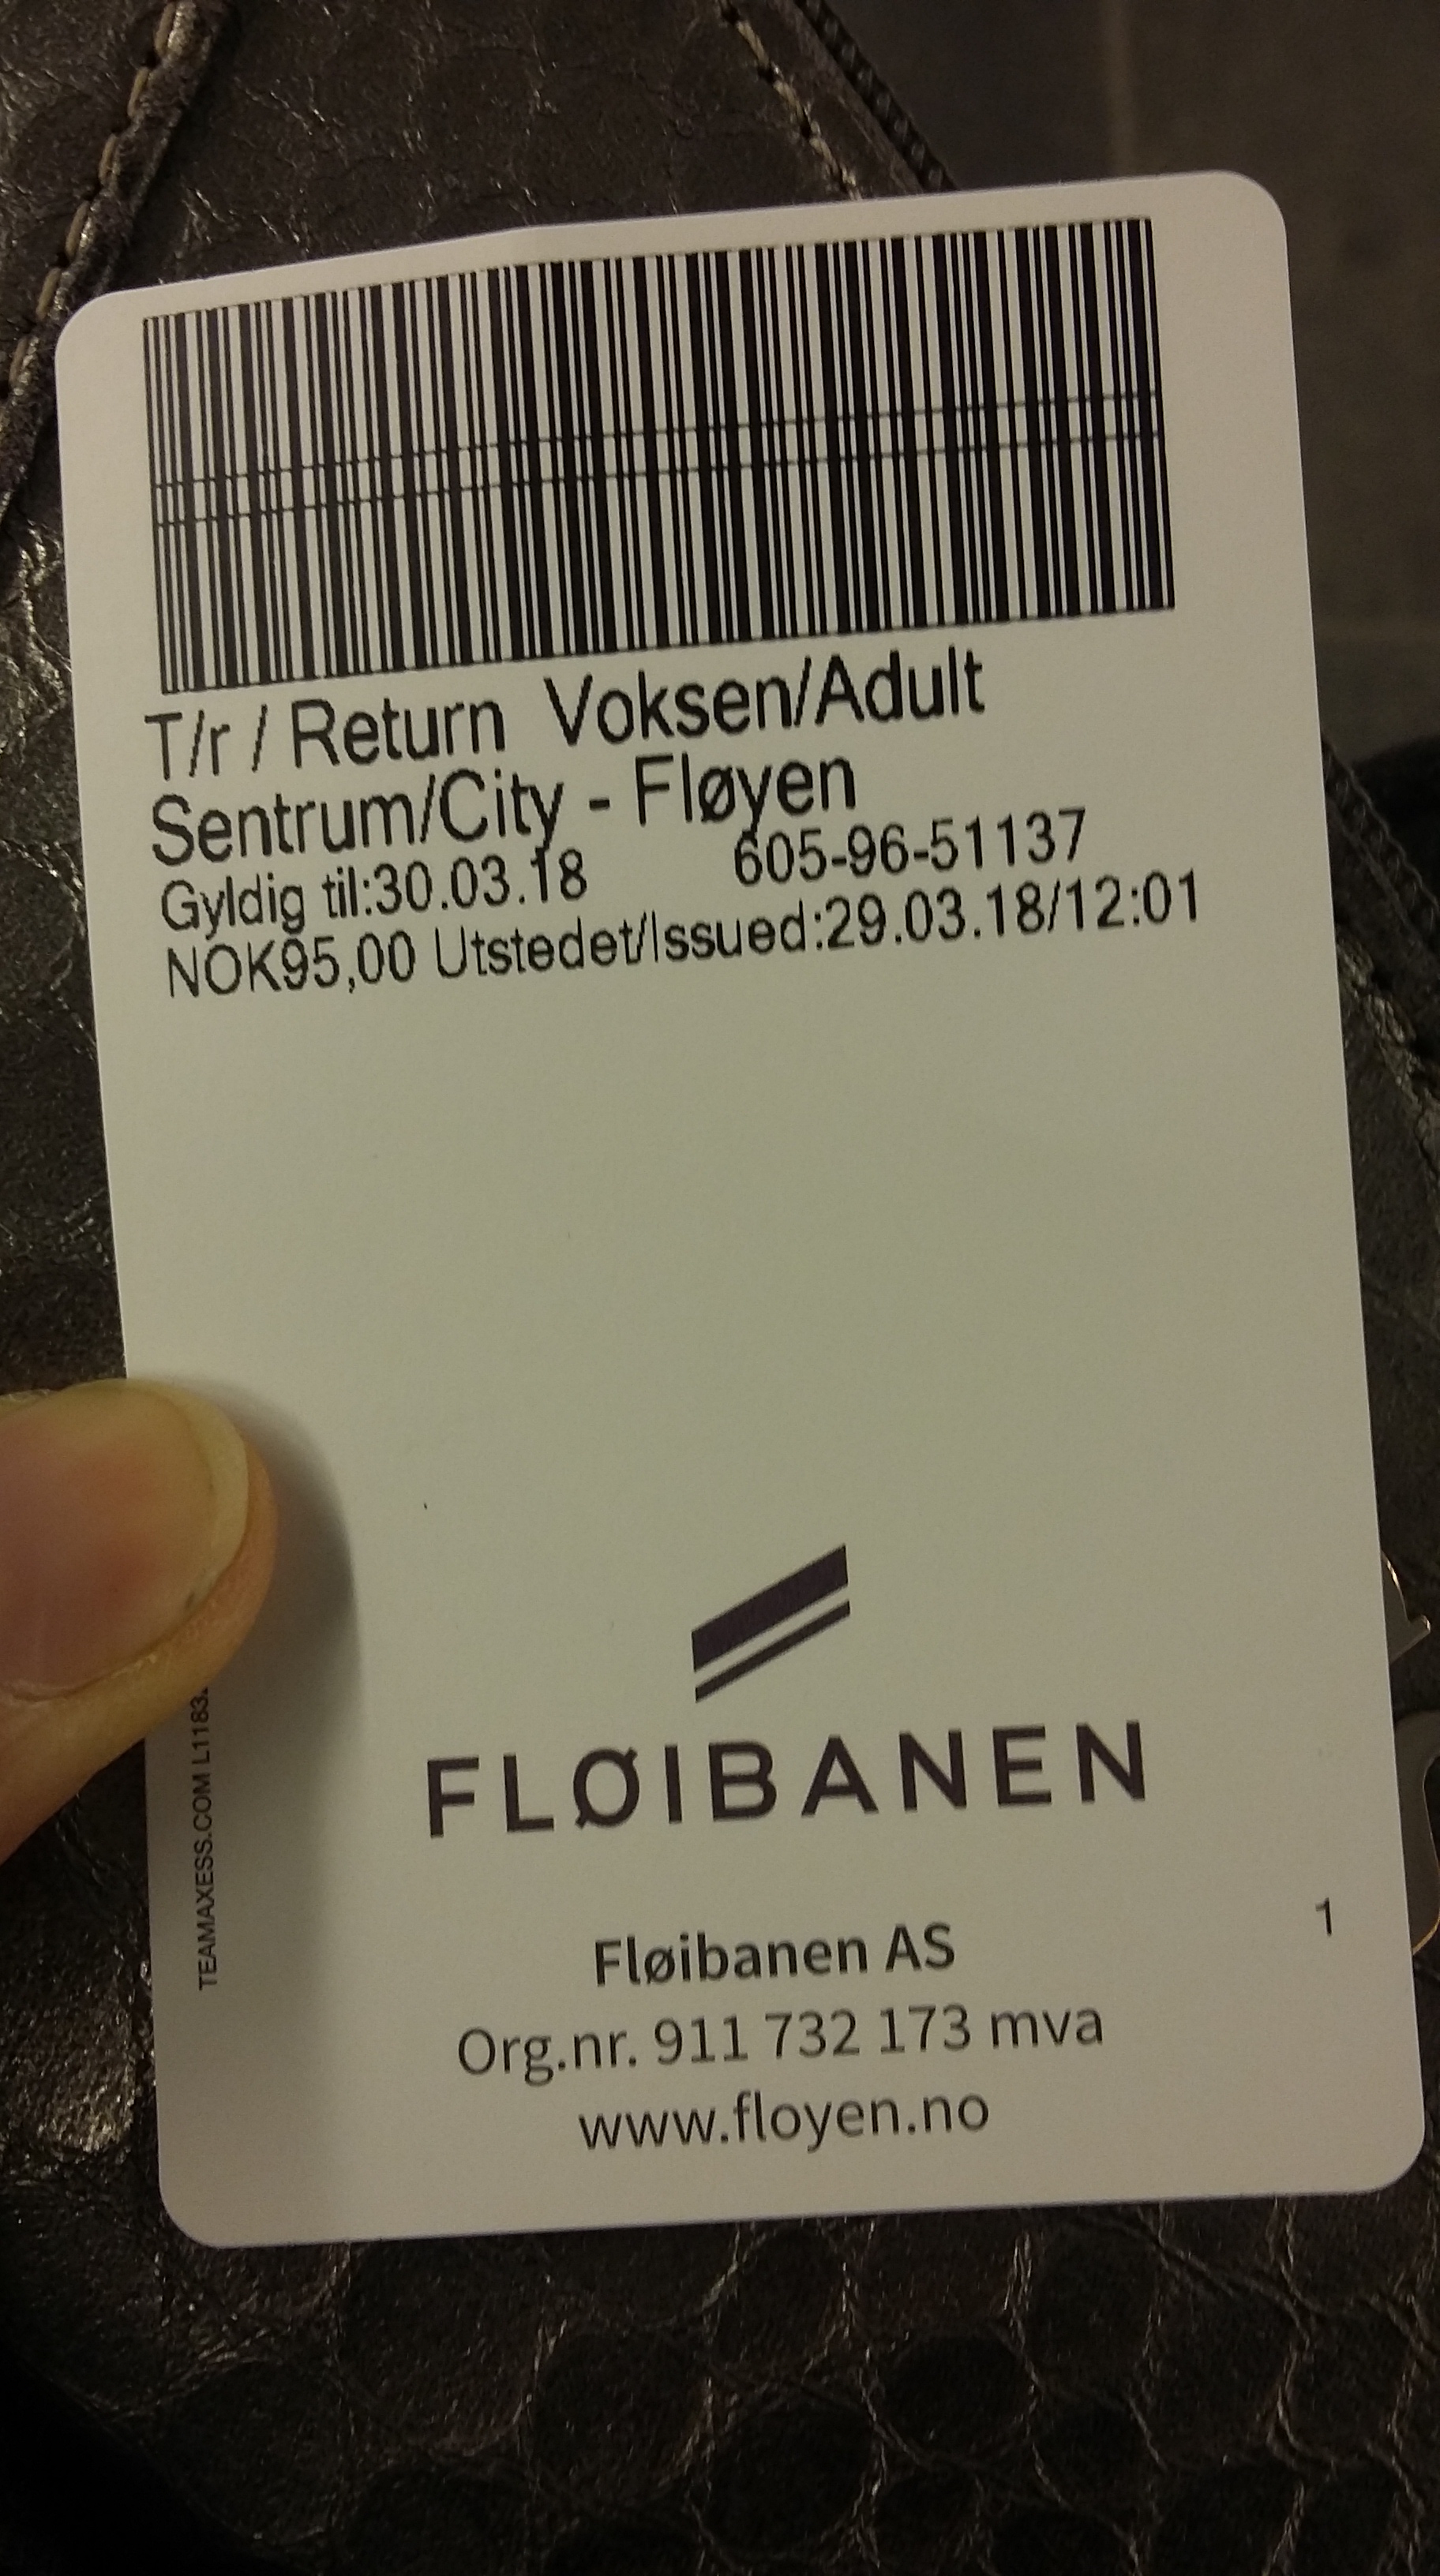 T/r / Return Voksen/Adult
Sentrum/City - Fløyen
Gyldig til:30.03.18 605-96-51137
NOK95,00 Utstedet/Issued:29.03.18/12:01
TEAMAXESS.COM
FLØIBANEN
Fløibanen AS
1
Org.nr. 911 732 173 mva
www.floyen.no